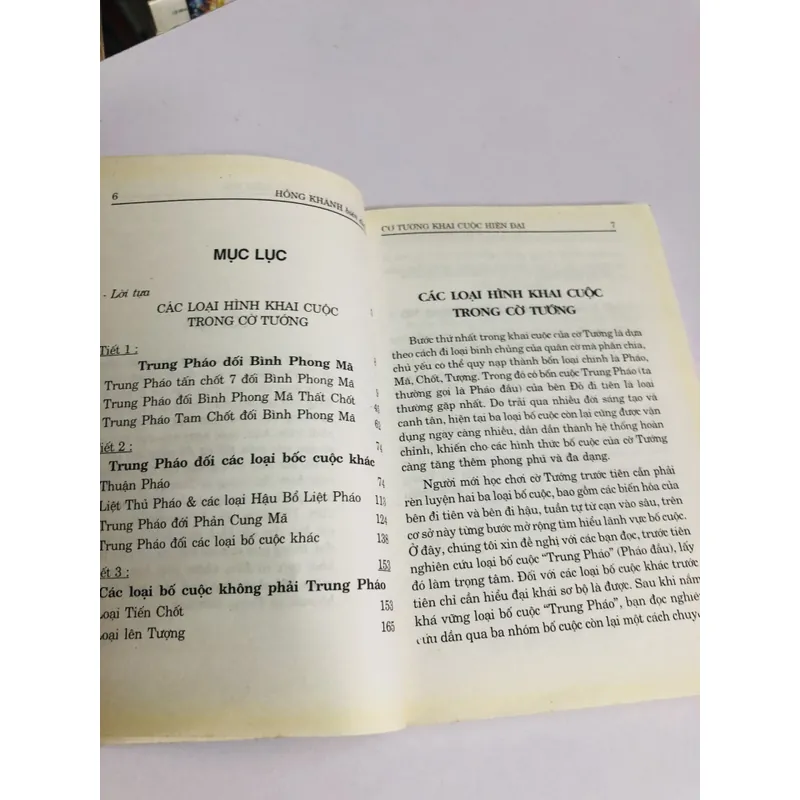 6
HỒNG KHANH
MỤC LỤC
- Lời tựa
CÁC LOẠI HÌNH KHAI CUỘC
TRONG CỜ TƯỚNG
Tiết 1 :
Trung Pháo đối Bình Phong Mã
Trung Pháo tấn chốt 7 đối Bình Phong Mã
Trung Pháo đối Bình Phong Mã Thất Chốt
Trung Pháo Tam Chốt đối Bình Phong Mã 62
iết 2 : 74
Trung Pháo đối các loại bốc cuộc khác
Thuận Pháo 74
Liệt Thủ Pháo & các loại Hậu Bổ Liệt Pháo 113
Trung Pháo đới Phản Cung Mã 124
Trung Pháo đối các loại bố cuộc khác 138
ết 3 : 153
Các loại bố cuộc không phải Trung Pháo
Loại Tiến Chốt 153
oại lên Tượng 165
CỜ TƯỚNG KHAI CUỘC HIỆN ĐẠI 7
CÁC LOẠI HÌNH KHAI CUỘC
TRONG CỜ TƯỚNG
Bước thứ nhất trong khai cuộc của cờ Tướng là dựa
theo cách đi loại binh chủng của quân cờ mà phân chia,
chủ yếu có thể quy nạp thành bốn loại chính là Pháo,
Mã, Chốt, Tượng. Trong đó có bốn cuộc Trung Pháo (ta
thường gọi là Pháo đầu) của bên Đỏ đi tiên là loại
thường gặp nhất. Do trải qua nhiều đời sáng tạo và
canh tân, hiện tại ba loại bố cuộc còn lai cũng được vận
dụng ngày càng nhiều, dần dần thành hệ thống hoàn
chỉnh, khiến cho các hình thức bố cuộc của cờ Tướng
càng tăng thêm phong phú và đa dạng.
Người mới học chơi cờ Tướng trước tiên cần phải
rèn luyện hai ba loại bố cuộc, bao gồm các biến hóa của
bên đi tiên và bên đi hậu, tuần tự từ cạn vào sâu, trên
cơ sở này từng bước mở rộng tìm hiểu lãnh vực bố cuộc.
Ở đây, chúng tôi xin đề nghị với các bạn đọc, trước tiên
nghiên cứu loại bố cuộc “Trung Pháo” (Pháo đầu), lấy
đó làm trọng tâm. Đối với các loại bố cuộc khác trước
tiên chỉ cần hiểu đại khái sơ bộ là được. Sau khi nắm
khá vững loại bố cuộc “Trung Pháo”, bạn đọc nghiên
cứu dần qua ba nhóm bố cuộc còn lại một cách chuyê